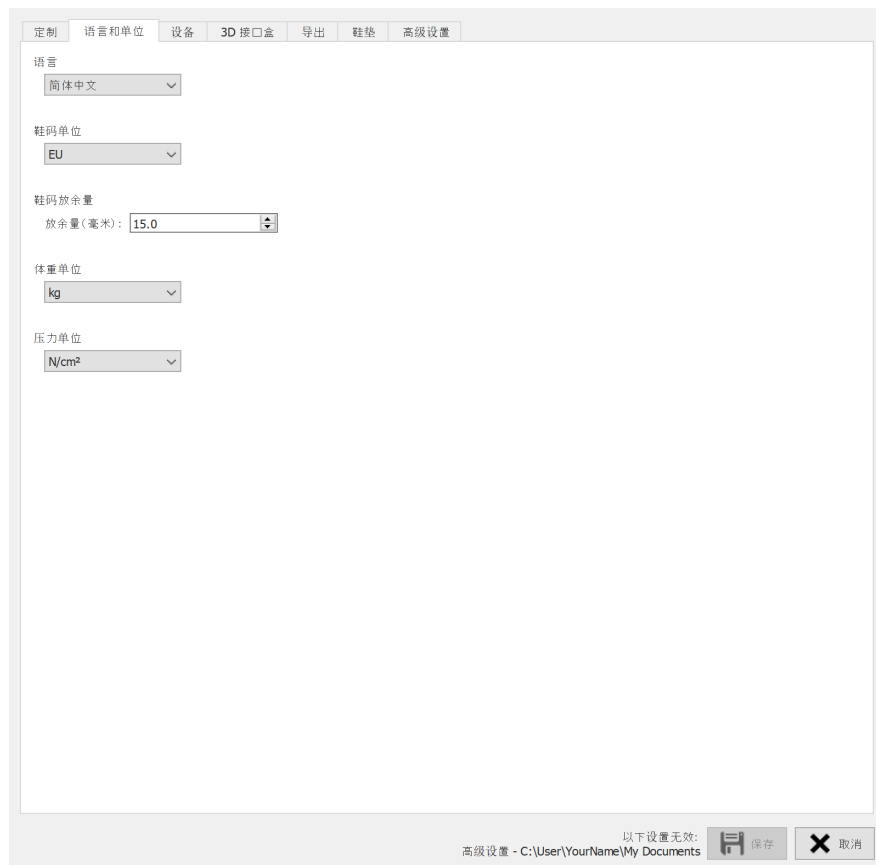 定制 语言和单位 设备 3D 接口盒 导出 鞋垫 高级设置
语言
简体中文
鞋码单位
EU
鞋码放余量
放余量(毫米): 15.0
体重单位
kg
压力单位
N/cm²
以下设置无效:
高级设置 - C:\User\YourName\My Documents
保存 取消